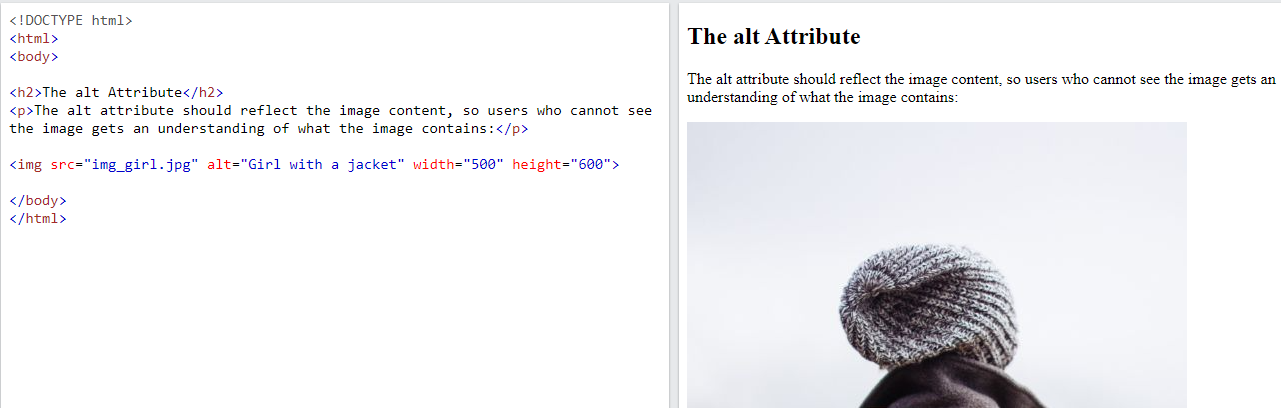 <!DOCTYPE html>
<html>
<body>
<h2>The alt Attribute</h2>
<p>The alt attribute should reflect the image content, so users who cannot see
the image gets an understanding of what the image contains:</p>
<img src="img_girl.jpg" alt="Girl with a jacket" width="500" height="600">
</body>
</html>
The alt Attribute
The alt attribute should reflect the image content, so users who cannot see the image gets an
understanding of what the image contains: